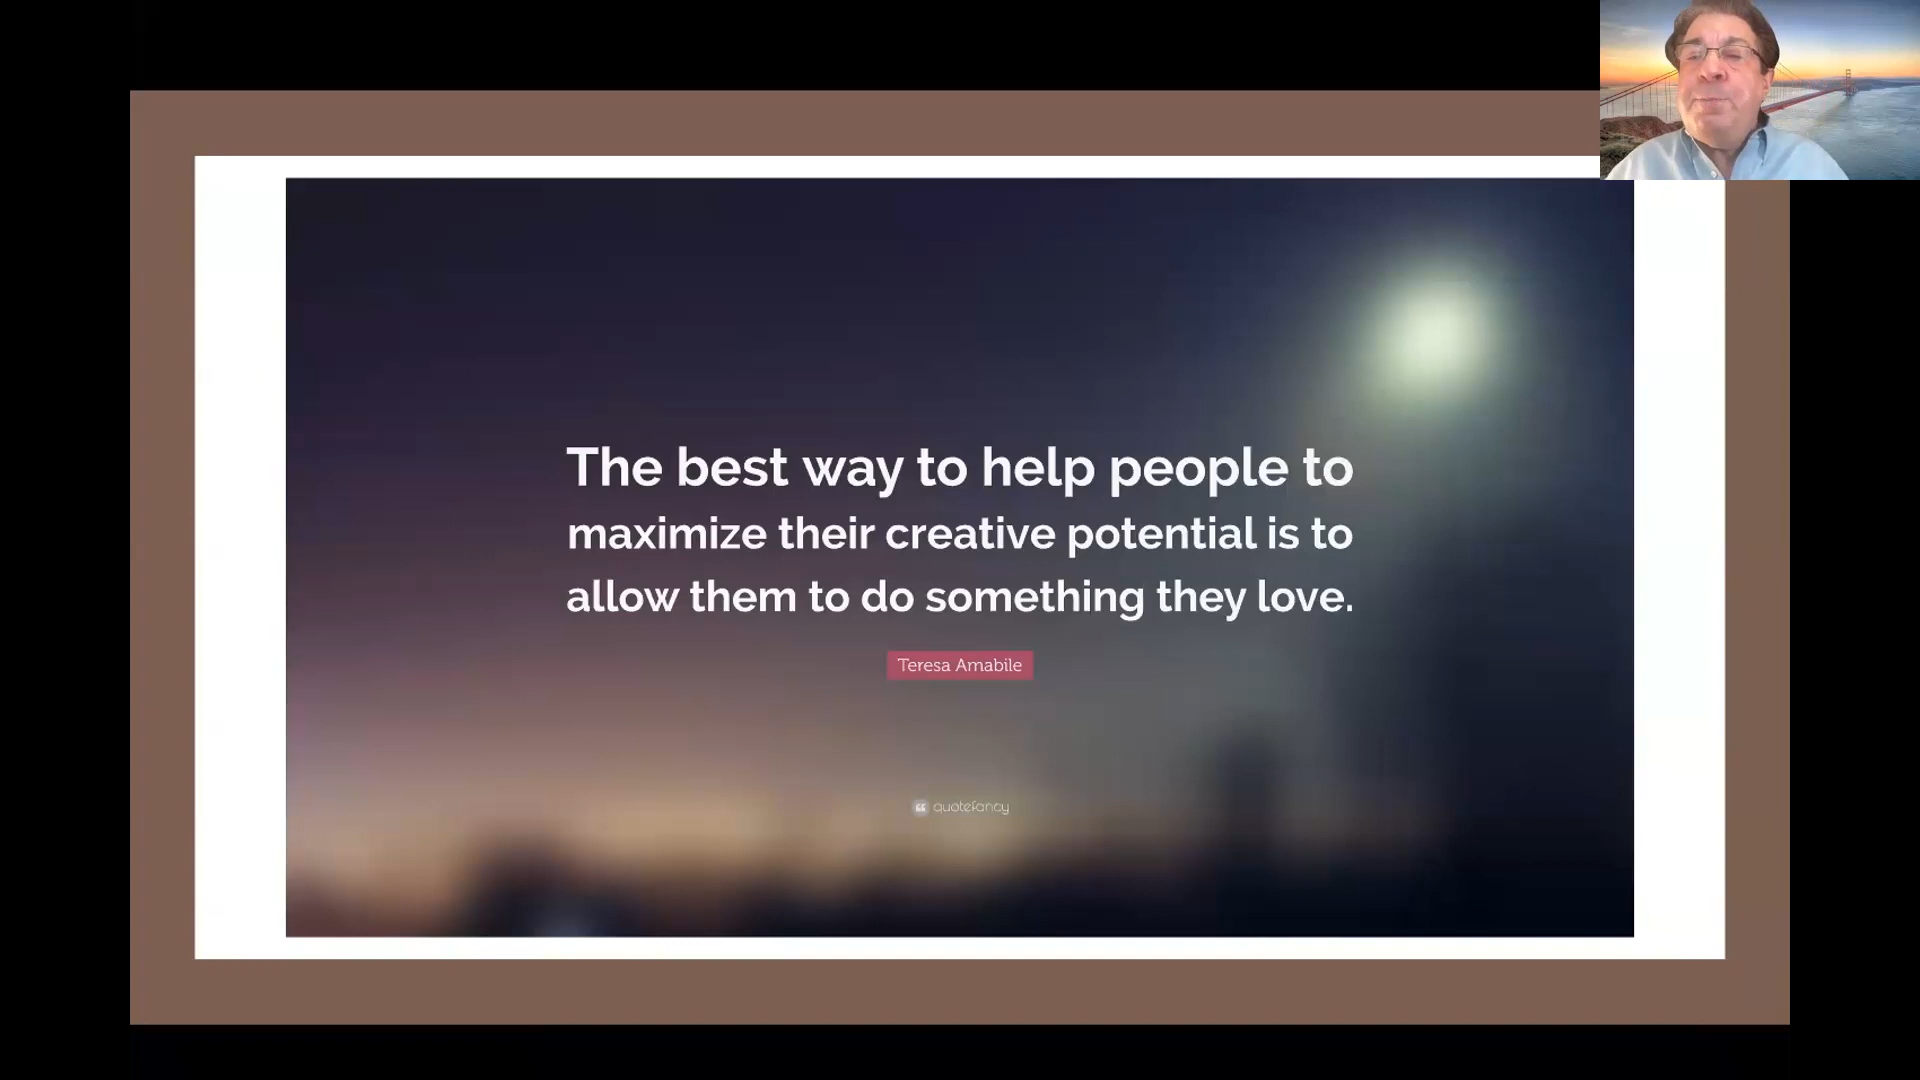 The best way to help people to
maximize their creative potential is to
allow them to do something they love.
Teresa Amabile
quotefancy